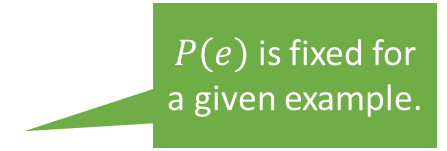 P(e) is fixed for
a given example.